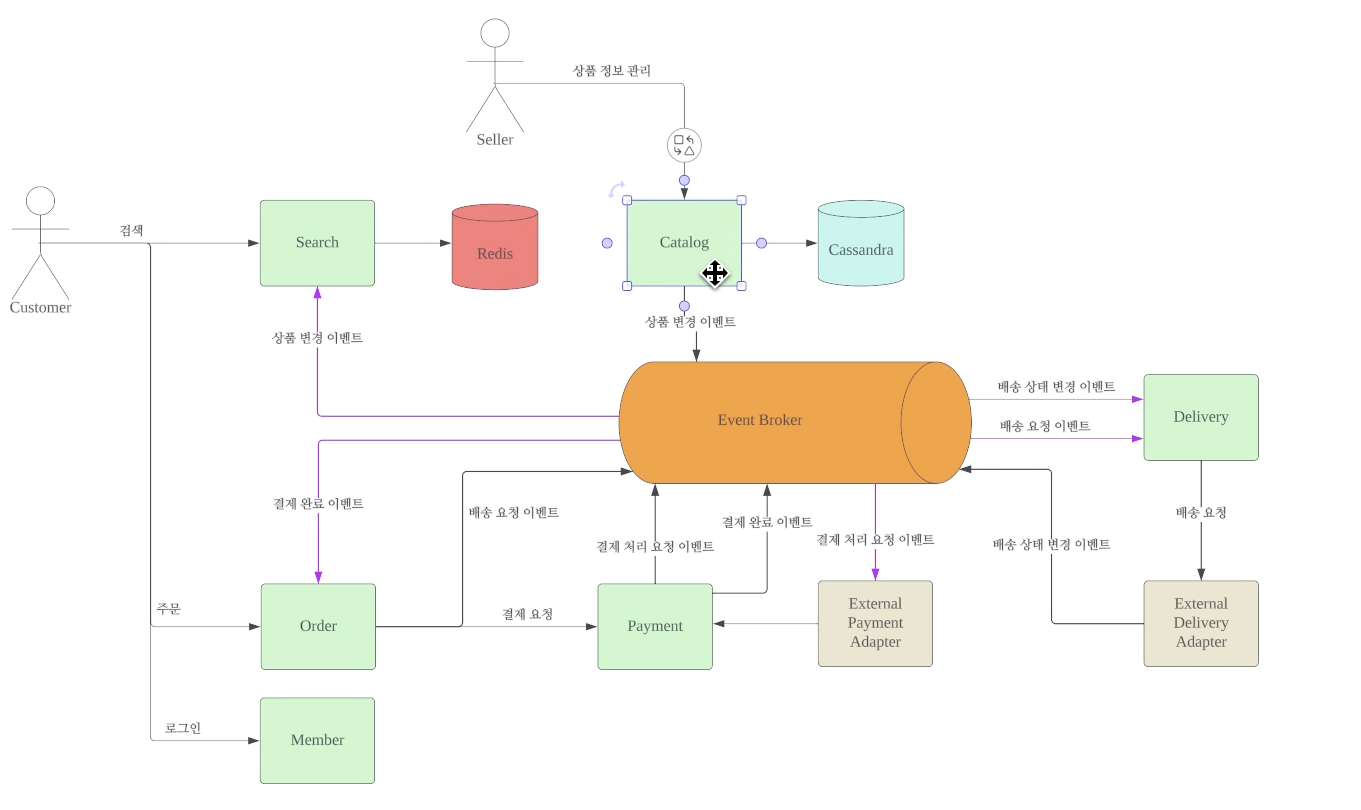 상품 정보 관리
Seller
검색
Search
Redis
Catalog
Cassandra
Customer
상품 변경 이벤트
상품 변경 이벤트
배송 상태 변경 이벤트
Event Broker
Delivery
배송 요청 이벤트
결제 완료 이벤트
배송 요청 이벤트
결제 처리 요청 이벤트
결제 완료 이벤트
결제 처리 요청 이벤트
배송 상태 변경 이벤트
배송 요청
주문
Order
결제 요청
Payment
External
Payment
Adapter
External
Delivery
Adapter
로그인
Member